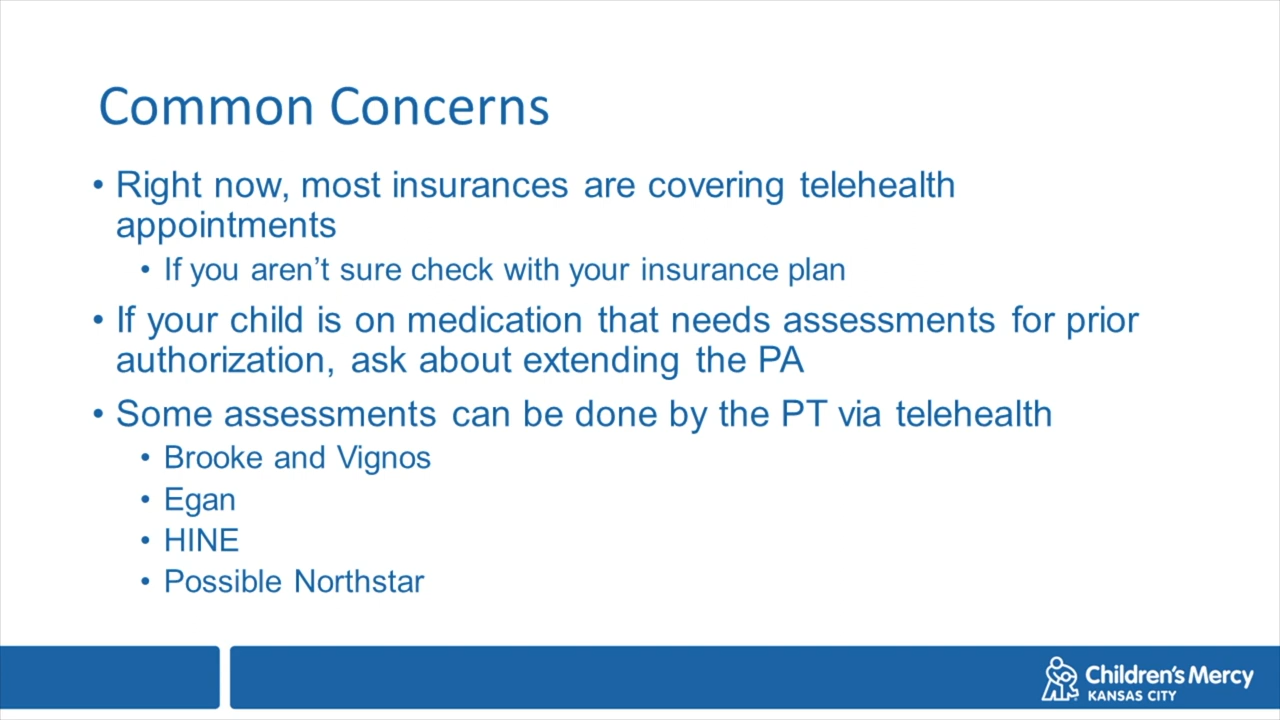 Common Concerns
• Right now, most insurances are covering telehealth
appointments
• If you aren’t sure check with your insurance plan
• If your child is on medication that needs assessments for prior
authorization, ask about extending the PA
• Some assessments can be done by the PT via telehealth
• Brooke and Vignos
• Egan
• HINE
• Possible Northstar
Children's Mercy
KANSAS CITY